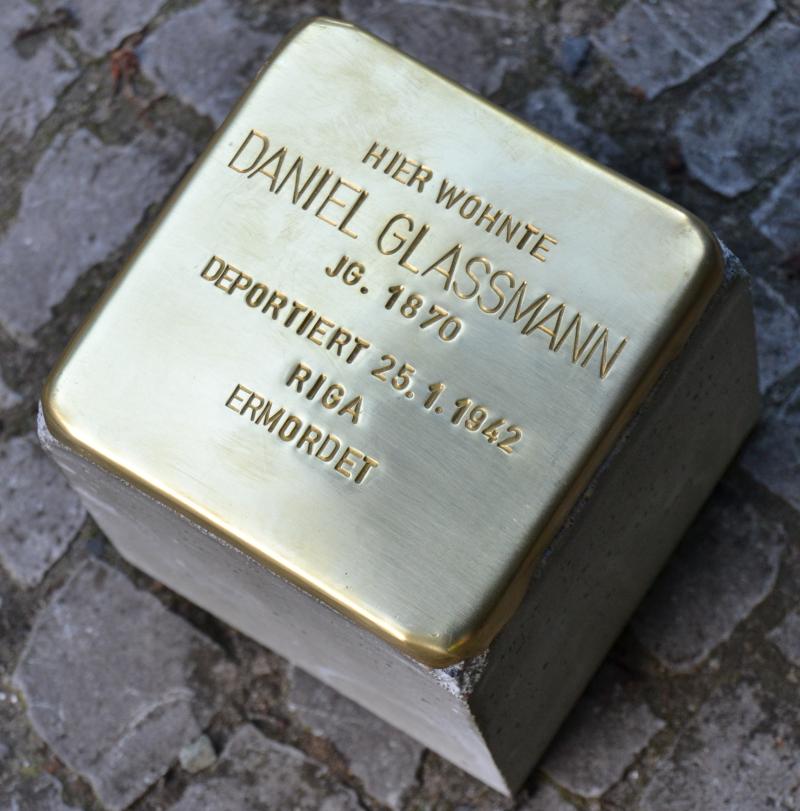 HIER WOHNTE
DANIEL GLASSMANN
JG. 1870
DEPORTIERT 25.1.1942
RIGA
ERMORDET